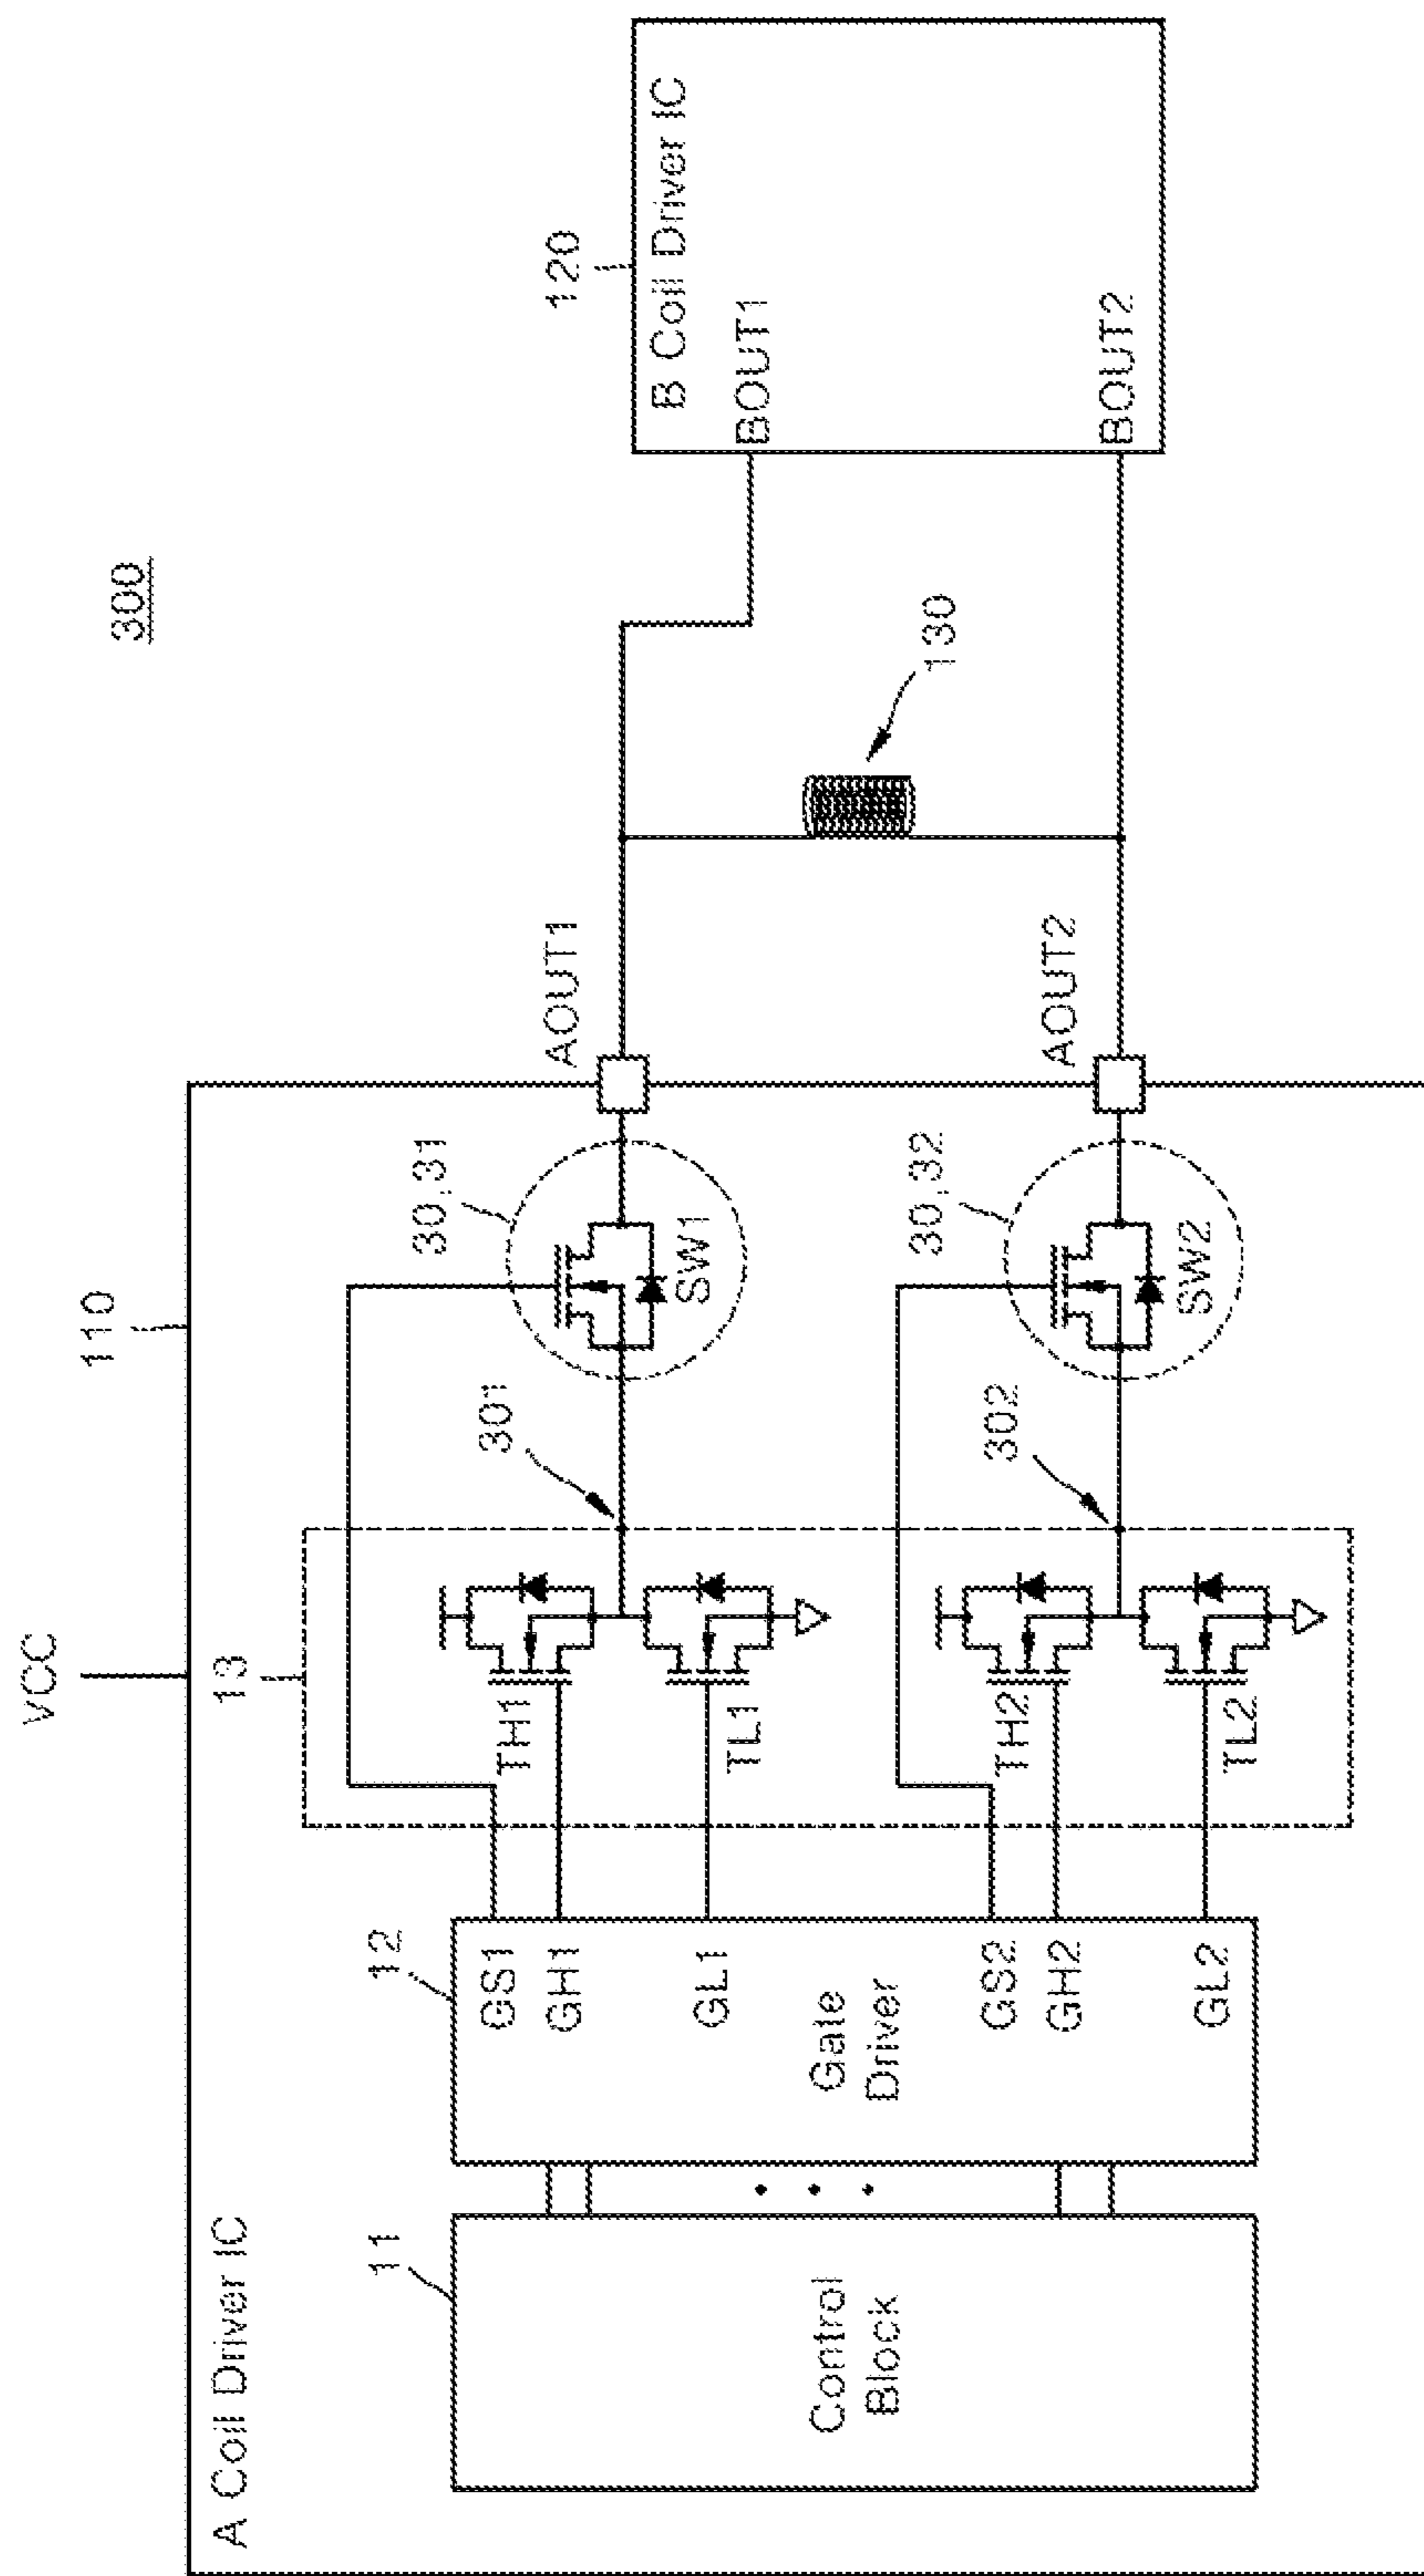 300
VCC
110
A Coil Driver IC
11
Control
Block
12
Gate
Driver
GS1
GH1
GL1
GS2
GH2
GL2
13
TH1
TL1
TH2
TL2
301
302
30,31
SW1
30,32
SW2
AOUT1
AOUT2
130
120
B Coil Driver IC
BOUT1
BOUT2